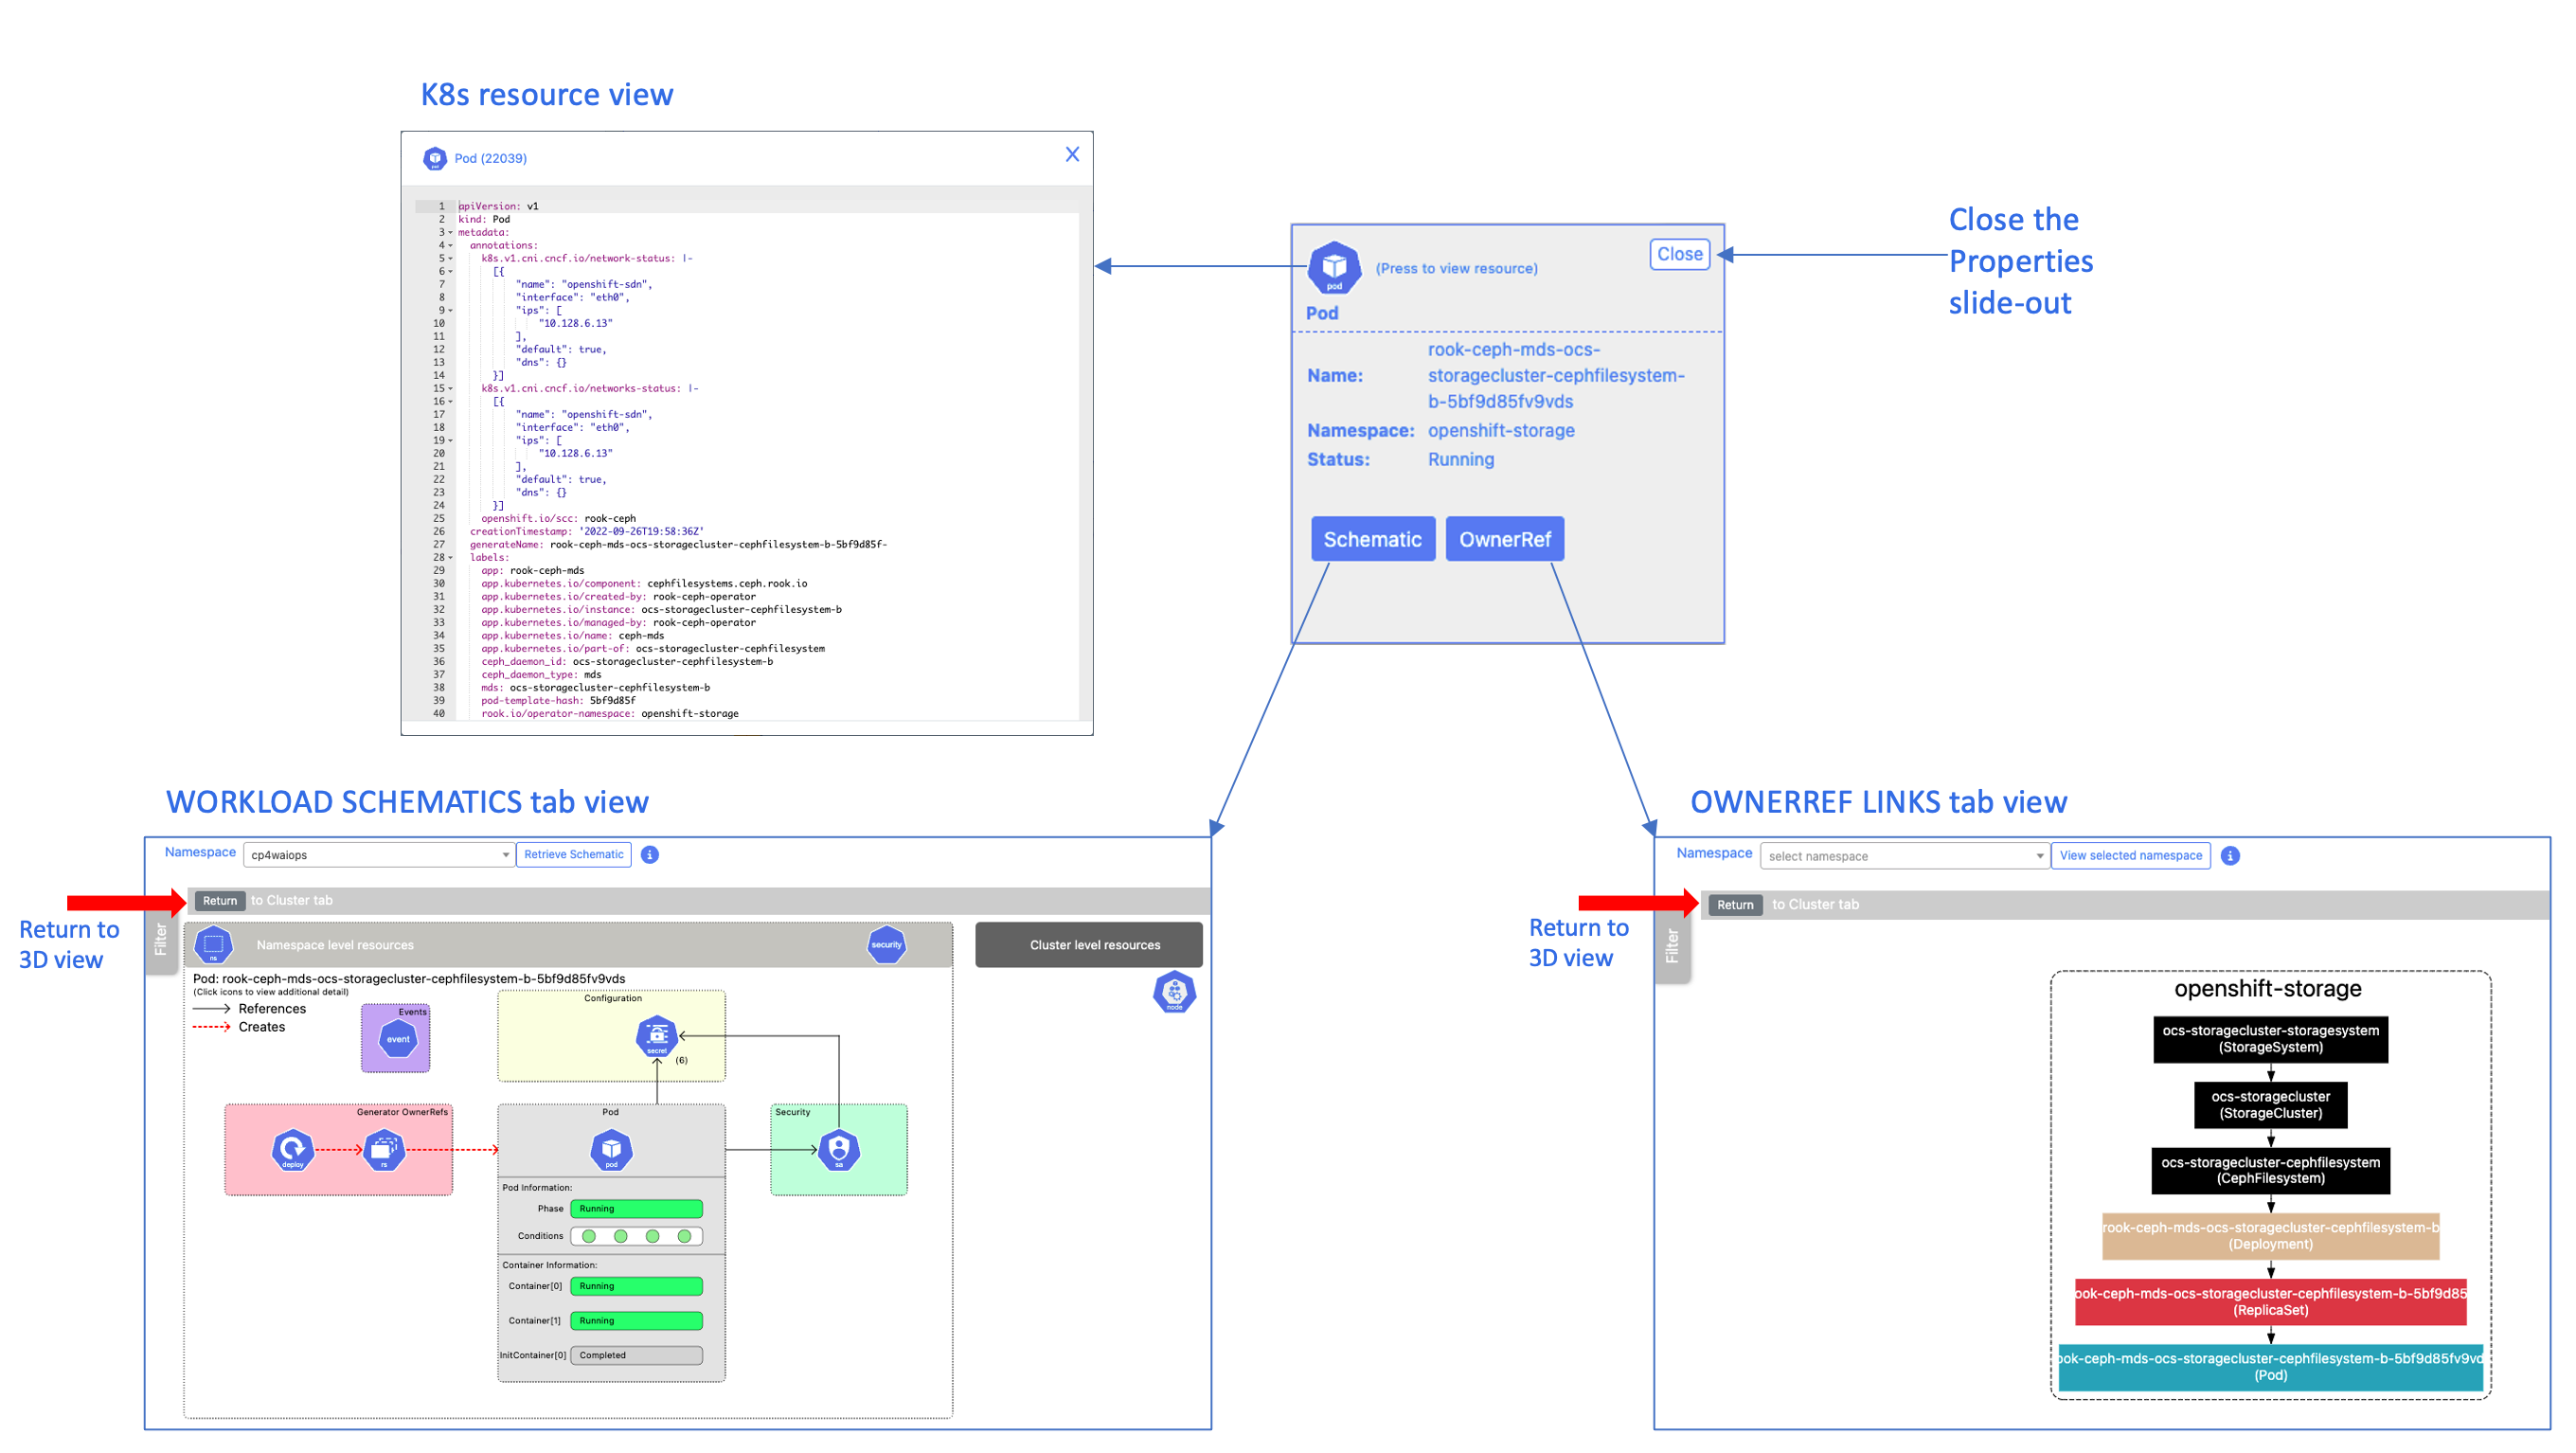 K8s resource view
pod
Pod (22039)
X
1 apiVersion: v1
2 kind: Pod
3 metadata:
4 annotations:
5 k8s.v1.cni.cncf.io/network-status: |-
6 [{
7 "name": "openshift-sdn",
8 "interface": "eth0",
9 "ips": [
10 "10.128.6.13"
11 ],
12 "default": true,
13 "dns": {}
14 }]
15 k8s.v1.cni.cncf.io/networks-status: |-
16 [{
17 "name": "openshift-sdn",
18 "interface": "eth0",
19 "ips": [
20 "10.128.6.13"
21 ],
22 "default": true,
23 "dns": {}
24 }]
25 openshift.io/scc: rook-ceph
26 creationTimestamp: '2022-09-26T19:58:36Z'
27 generateName: rook-ceph-mds-ocs-storagecluster-cephfilesystem-b-5bf9d85f-
28 labels:
29 app: rook-ceph-mds
30 app.kubernetes.io/component: cephfilesystems.ceph.rook.io
31 app.kubernetes.io/created-by: rook-ceph-operator
32 app.kubernetes.io/instance: ocs-storagecluster-cephfilesystem-b
33 app.kubernetes.io/managed-by: rook-ceph-operator
34 app.kubernetes.io/name: ceph-mds
35 app.kubernetes.io/part-of: ocs-storagecluster-cephfilesystem
36 ceph_daemon_id: ocs-storagecluster-cephfilesystem-b
37 ceph_daemon_type: mds
38 mds: ocs-storagecluster-cephfilesystem-b
39 pod-template-hash: 5bf9d85f
40 rook.io/operator-namespace: openshift-storage
pod
(Press to view resource)
Close
Pod
Name:
rook-ceph-mds-ocs-
storagecluster-cephfilesystem-
b-5bf9d85fv9vds
Namespace: openshift-storage
Status: Running
Schematic
OwnerRef
Close the
Properties
slide-out
WORKLOAD SCHEMATICS tab view
Namespace
cp4waiops
Retrieve Schematic
i
Return to Cluster tab
Return to
3D view
Filter
ns
Namespace level resources
security
Cluster level resources
node
Pod: rook-ceph-mds-ocs-storagecluster-cephfilesystem-b-5bf9d85fv9vds
(Click icons to view additional detail)
References
Creates
Events
event
Configuration
secret
(6)
Generator OwnerRefs
deploy
rs
Pod
pod
Security
sa
Pod Information:
Phase Running
Conditions
Container Information:
Container[0] Running
Container[1] Running
InitContainer[0] Completed
OWNERREF LINKS tab view
Namespace
select namespace
View selected namespace
i
Return to Cluster tab
Return to
3D view
Filter
openshift-storage
ocs-storagecluster-storagesystem
(StorageSystem)
ocs-storagecluster
(StorageCluster)
ocs-storagecluster-cephfilesystem
(CephFilesystem)
rook-ceph-mds-ocs-storagecluster-cephfilesystem-b
(Deployment)
ook-ceph-mds-ocs-storagecluster-cephfilesystem-b-5bf9d85
(ReplicaSet)
ok-ceph-mds-ocs-storagecluster-cephfilesystem-b-5bf9d85fv9vd
(Pod)